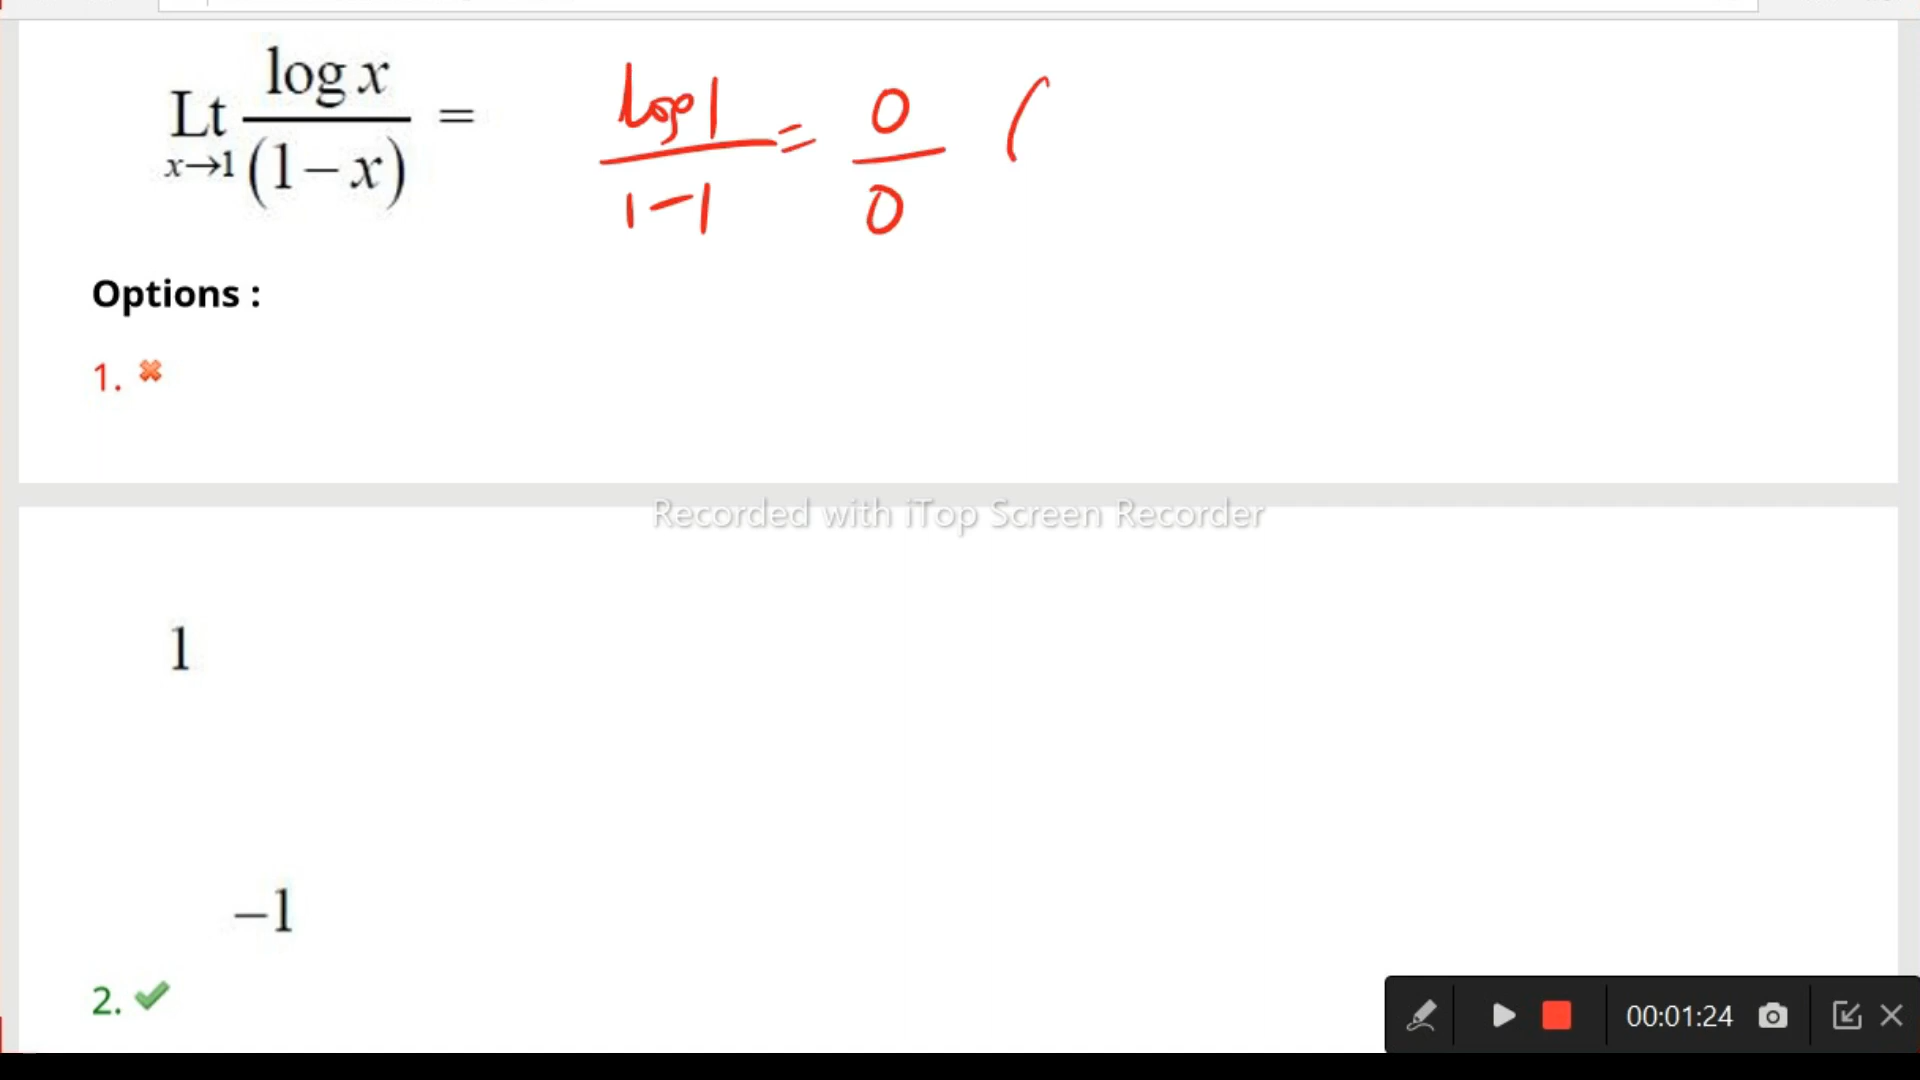 Lt x→1 log x / (1 − x) = log 1 / 1 − 1 = 0 / 0 (
Options :
1.
Recorded with iTop Screen Recorder
1
−1
2.
00:01:24